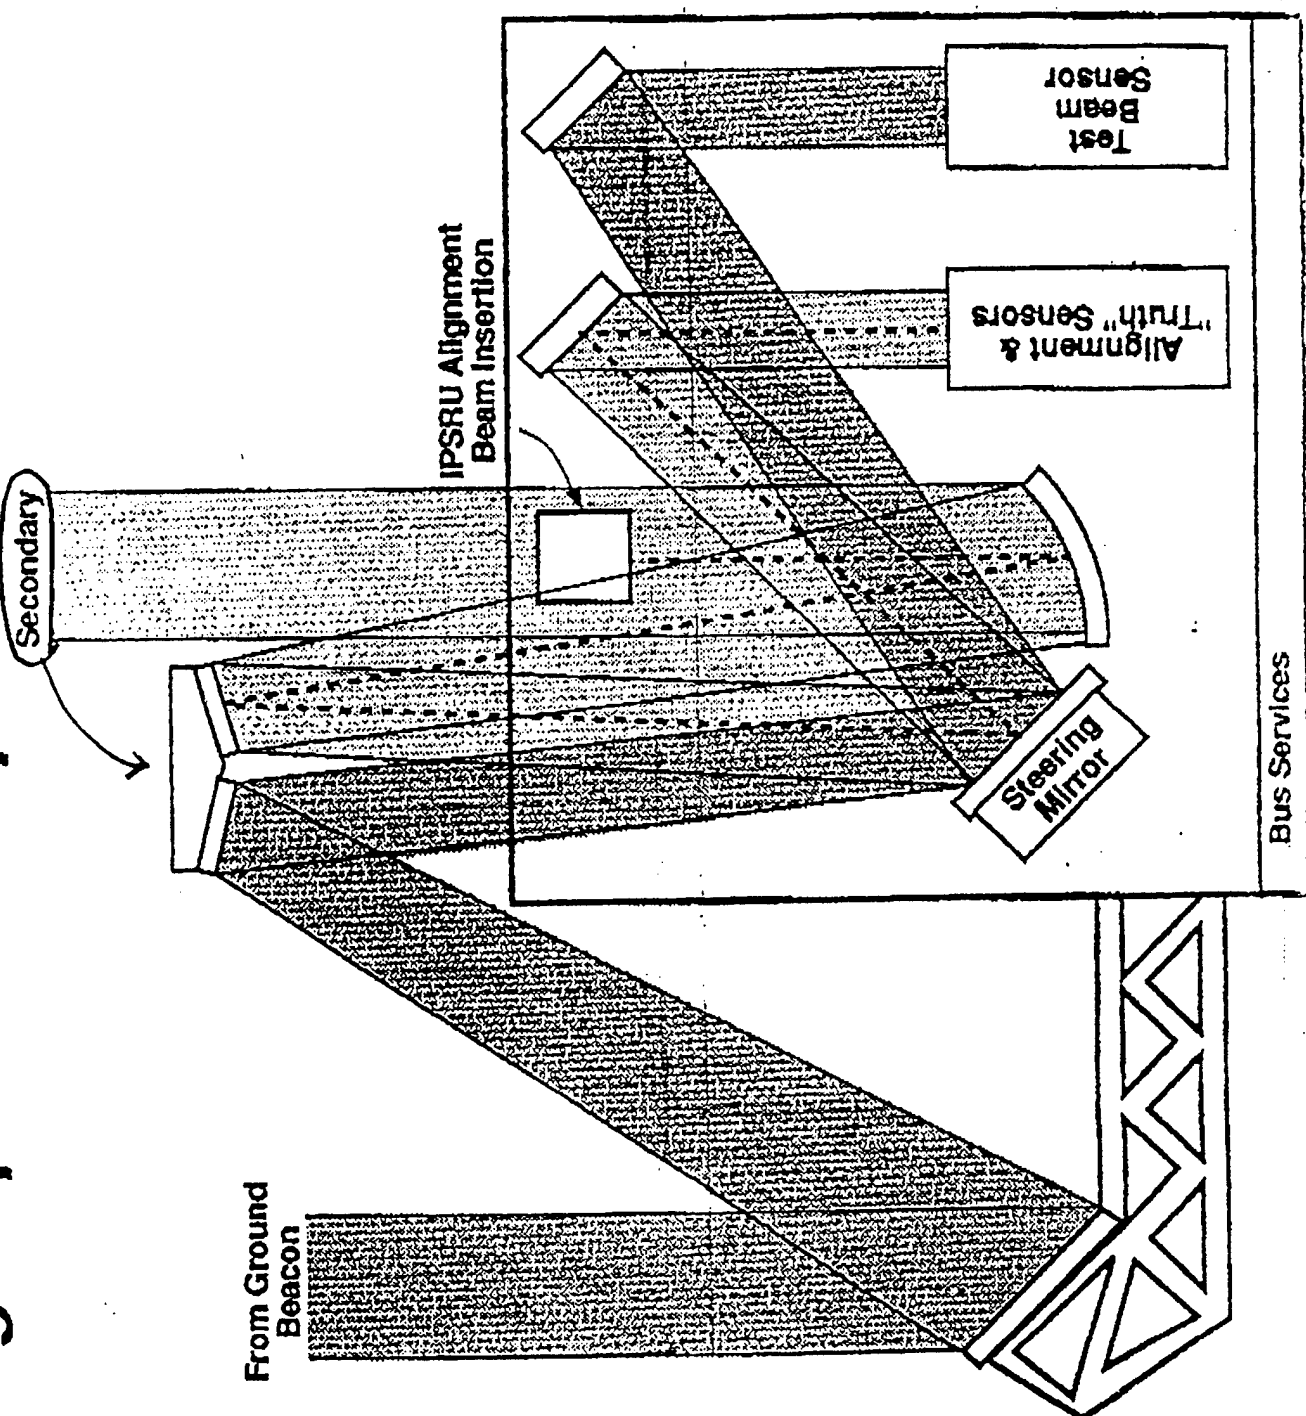 Secondary
IPSRU Alignment
Beam Insertion
Test
Beam
Sensor
Alignment &
"Truth" Sensors
Steering
Mirror
From Ground
Beacon
Bus Services